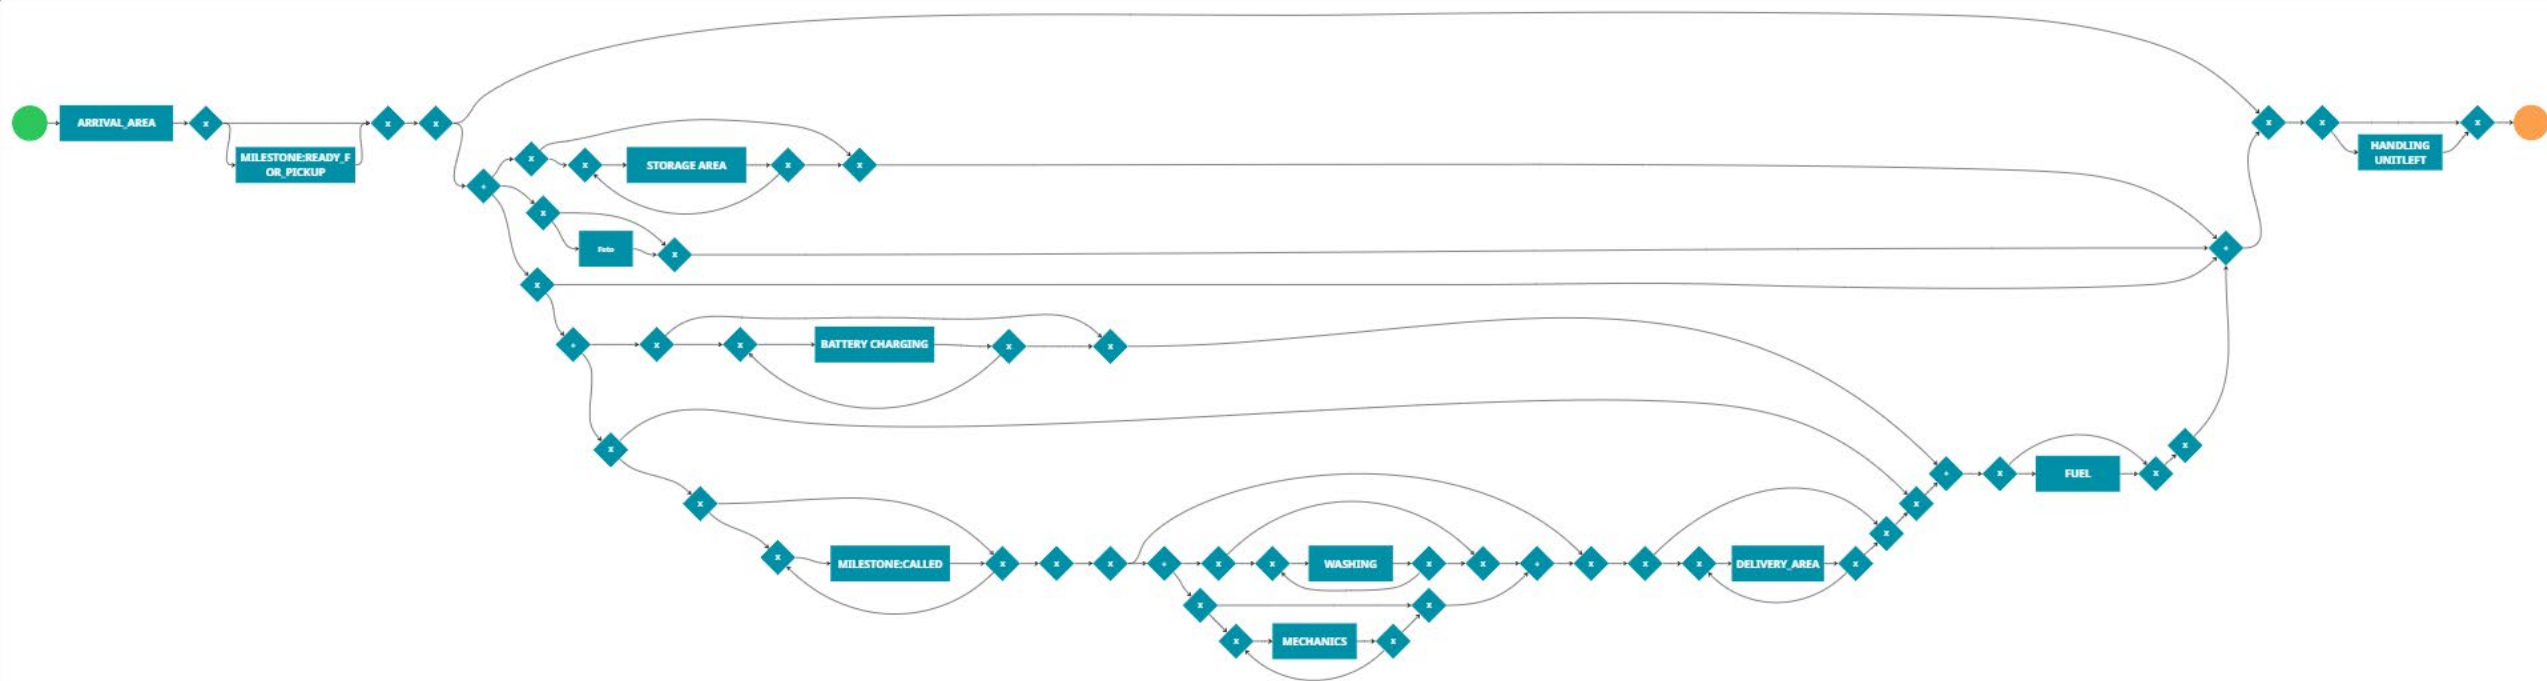 ARRIVAL_AREA
MILESTONE:READY_F
OR_PICKUP
STORAGE AREA
HANDLING
UNITLEFT
BATTERY CHARGING
FUEL
MILESTONE:CALLED
WASHING
DELIVERY_AREA
MECHANICS